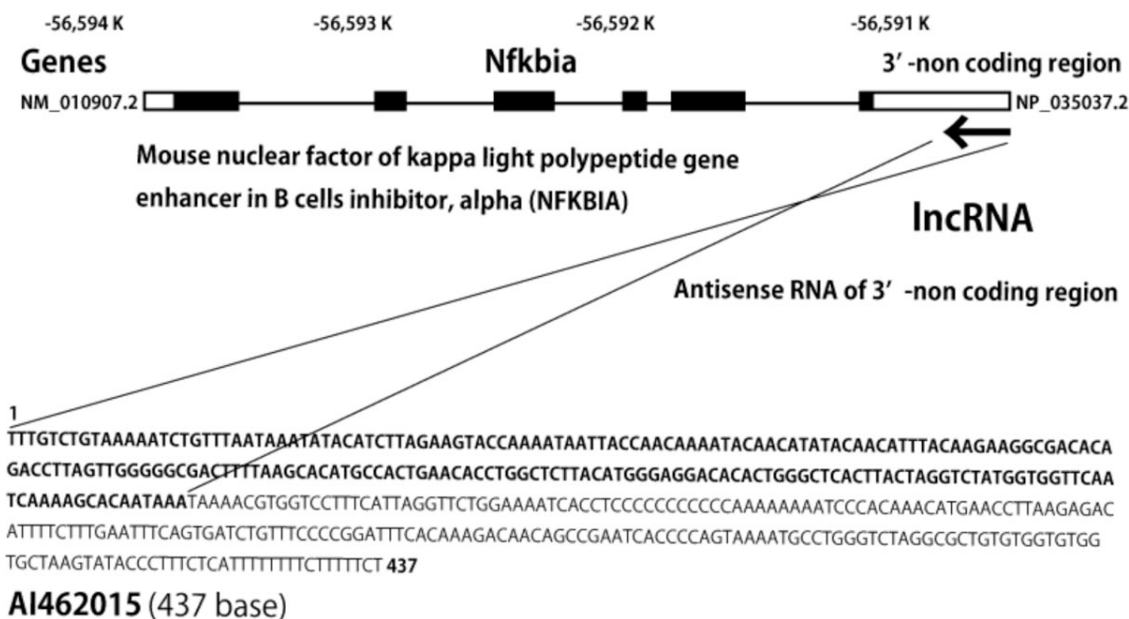 -56,594 K -56,593 K -56,592 K -56,591 K
Genes Nfkbia 3’ -non coding region
NM_010907.2 NP_035037.2
Mouse nuclear factor of kappa light polypeptide gene
enhancer in B cells inhibitor, alpha (NFKBIA)
lncRNA
Antisense RNA of 3’ -non coding region
1
TTTGTCTGTAAAAATCTGTTTAATAAATATACATCTTAGAAGTACCAAAATAATTACCAACAAAATACAACATATACAACATTTACAAGAAGGCGACACA
GACCTTAGTTGGGGGCGACTTTTAAGCACATGCCACTGAACACCTGGCTCTTACATGGGAGGACACACTGGGCTCACTTACTAGGTCTATGGTGGTTCAA
TCAAAAGCACAATAAATAAAACGTGGTCCTTTCATTAGGTTCTGGAAAATCACCTCCCCCCCCCCCCAAAAAAAATCCCACAAACATGAACCTTAAGAGAC
ATTTTCTTTGAATTTCAGTGATCTGTTTCCCCGGATTTCACAAAGACAACAGCCGAATCACCCCAGTAAAATGCCTGGGTCTAGGCGCTGTGTGGTGTGG
TGCTAAGTATACCCTTTCTCATTTTTTTTCTTTTTCT 437
AI462015 (437 base)